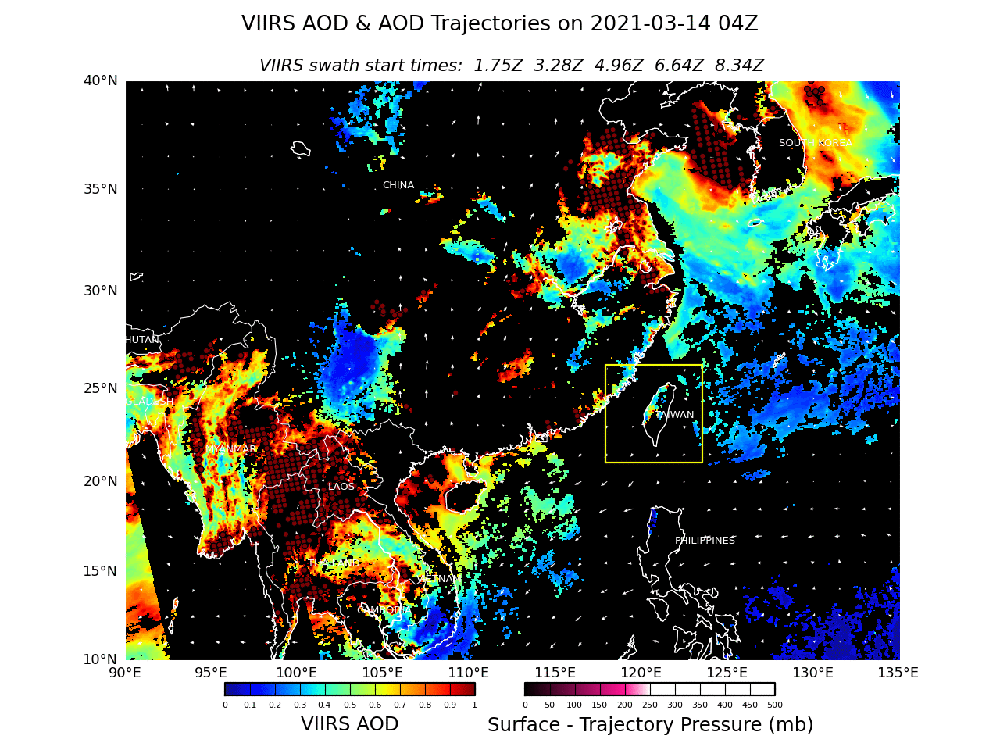 VIIRS AOD & AOD Trajectories on 2021-03-14 04Z
VIIRS swath start times: 1.75Z 3.28Z 4.96Z 6.64Z 8.34Z
40°N
35°N
30°N
25°N
20°N
15°N
10°N
SOUTH KOREA
CHINA
HUTAN
GLADESH
TAIWAN
MYANMAR
LAOS
PHILIPPINES
THAILAND
VIETNAM
CAMBODIA
90°E 95°E 100°E 105°E 110°E 115°E 120°E 125°E 130°E 135°E
0 0.1 0.2 0.3 0.4 0.5 0.6 0.7 0.8 0.9 1
0 50 100 150 200 250 300 350 400 450 500
VIIRS AOD
Surface - Trajectory Pressure (mb)